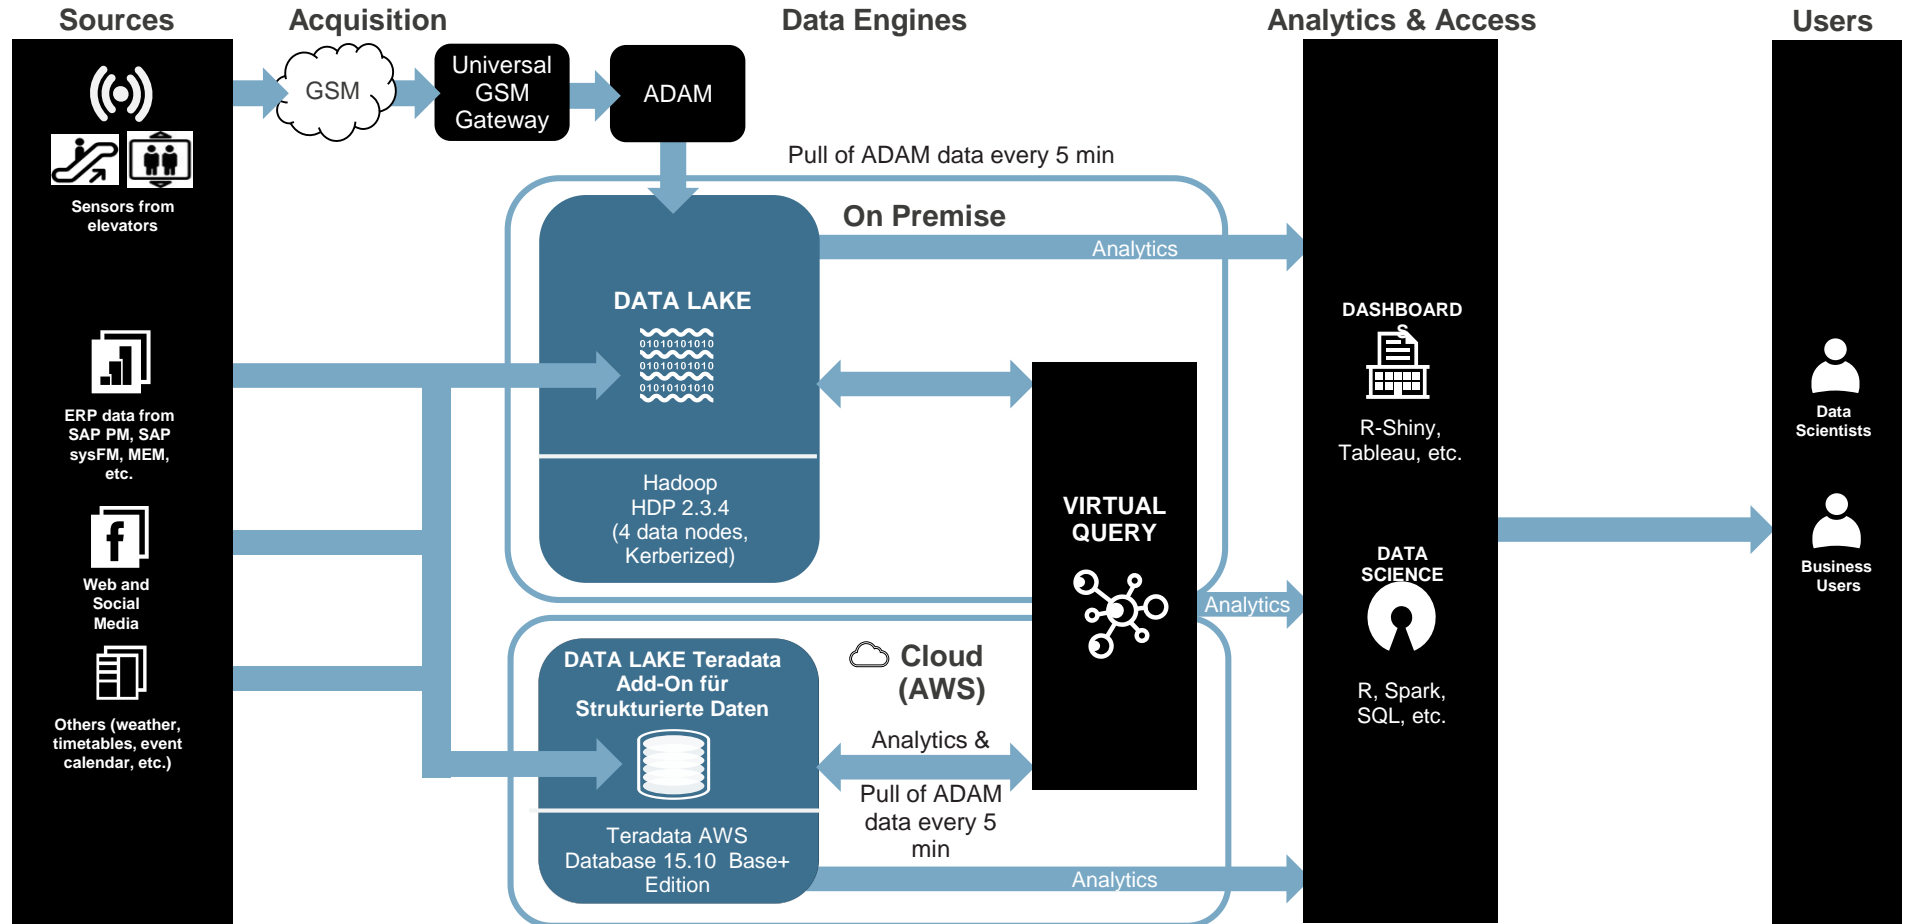 Sources
Acquisition
Data Engines
Analytics & Access
Users
GSM
Universal
GSM
Gateway
ADAM
Pull of ADAM data every 5 min
Sensors from
elevators
ERP data from
SAP PM, SAP
sysFM, MEM,
etc.
Web and
Social
Media
Others (weather,
timetables, event
calendar, etc.)
On Premise
Analytics
DATA LAKE
01010101010
01010101010
01010101010
01010101010
Hadoop
HDP 2.3.4
(4 data nodes,
Kerberized)
DATA LAKE Teradata
Add-On für
Strukturierte Daten
Teradata AWS
Database 15.10 Base+
Edition
Cloud
(AWS)
Analytics &
Pull of ADAM
data every 5
min
Analytics
VIRTUAL
QUERY
Analytics
DASHBOARD
S
R-Shiny,
Tableau, etc.
DATA
SCIENCE
R, Spark,
SQL, etc.
Data
Scientists
Business
Users